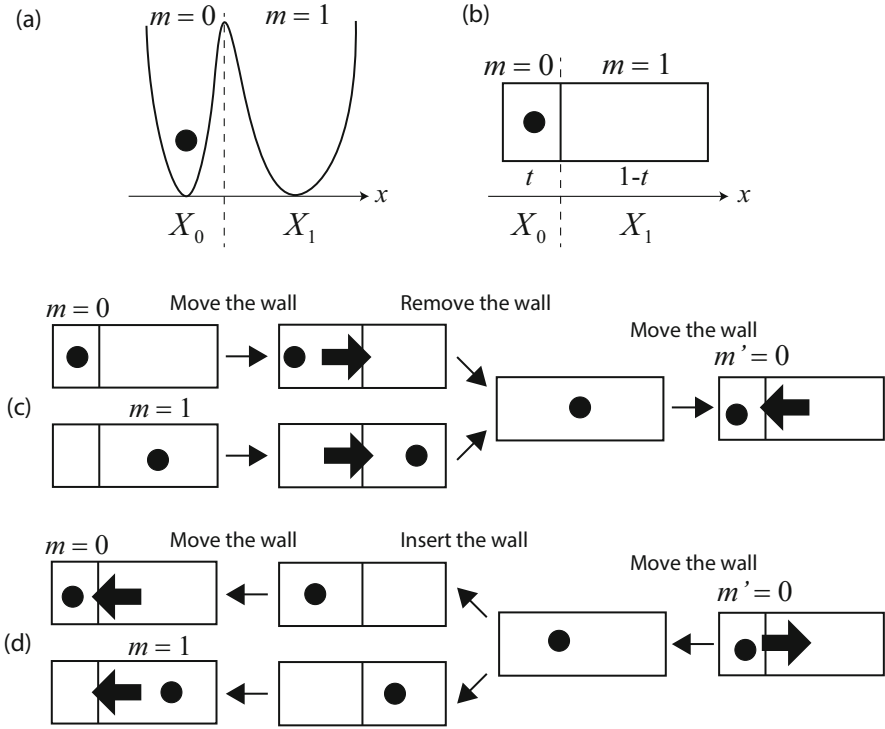 (a)
m = 0
m = 1
x
X0
X1
(b)
m = 0
m = 1
t
1-t
x
X0
X1
(c)
m = 0
Move the wall
Remove the wall
Move the wall
m = 1
m’ = 0
(d)
m = 0
Move the wall
Insert the wall
Move the wall
m = 1
m’ = 0